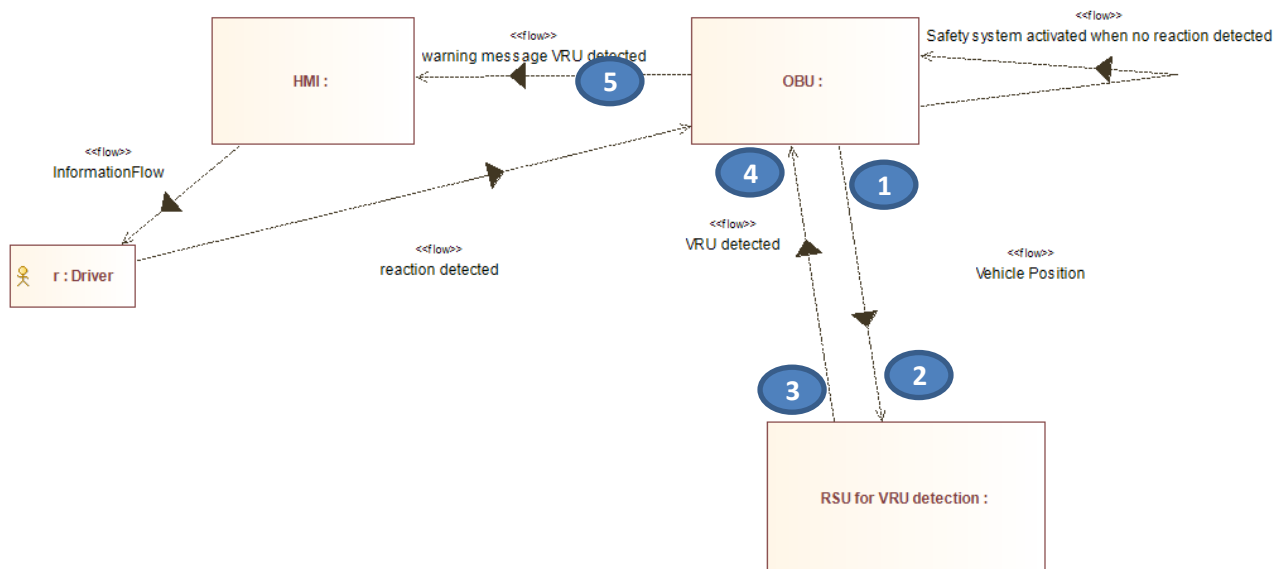 <<flow>>
Safety system activated when no reaction detected
<<flow>>
warning message VRU detected
HMI :
5
OBU :
<<flow>>
InformationFlow
4
1
<<flow>>
VRU detected
<<flow>>
reaction detected
<<flow>>
Vehicle Position
r : Driver
3
2
RSU for VRU detection :